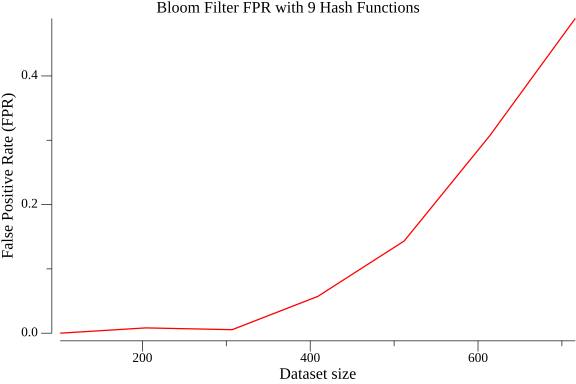 Bloom Filter FPR with 9 Hash Functions
False Positive Rate (FPR)
0.4
0.2
0.0
200
400
600
Dataset size